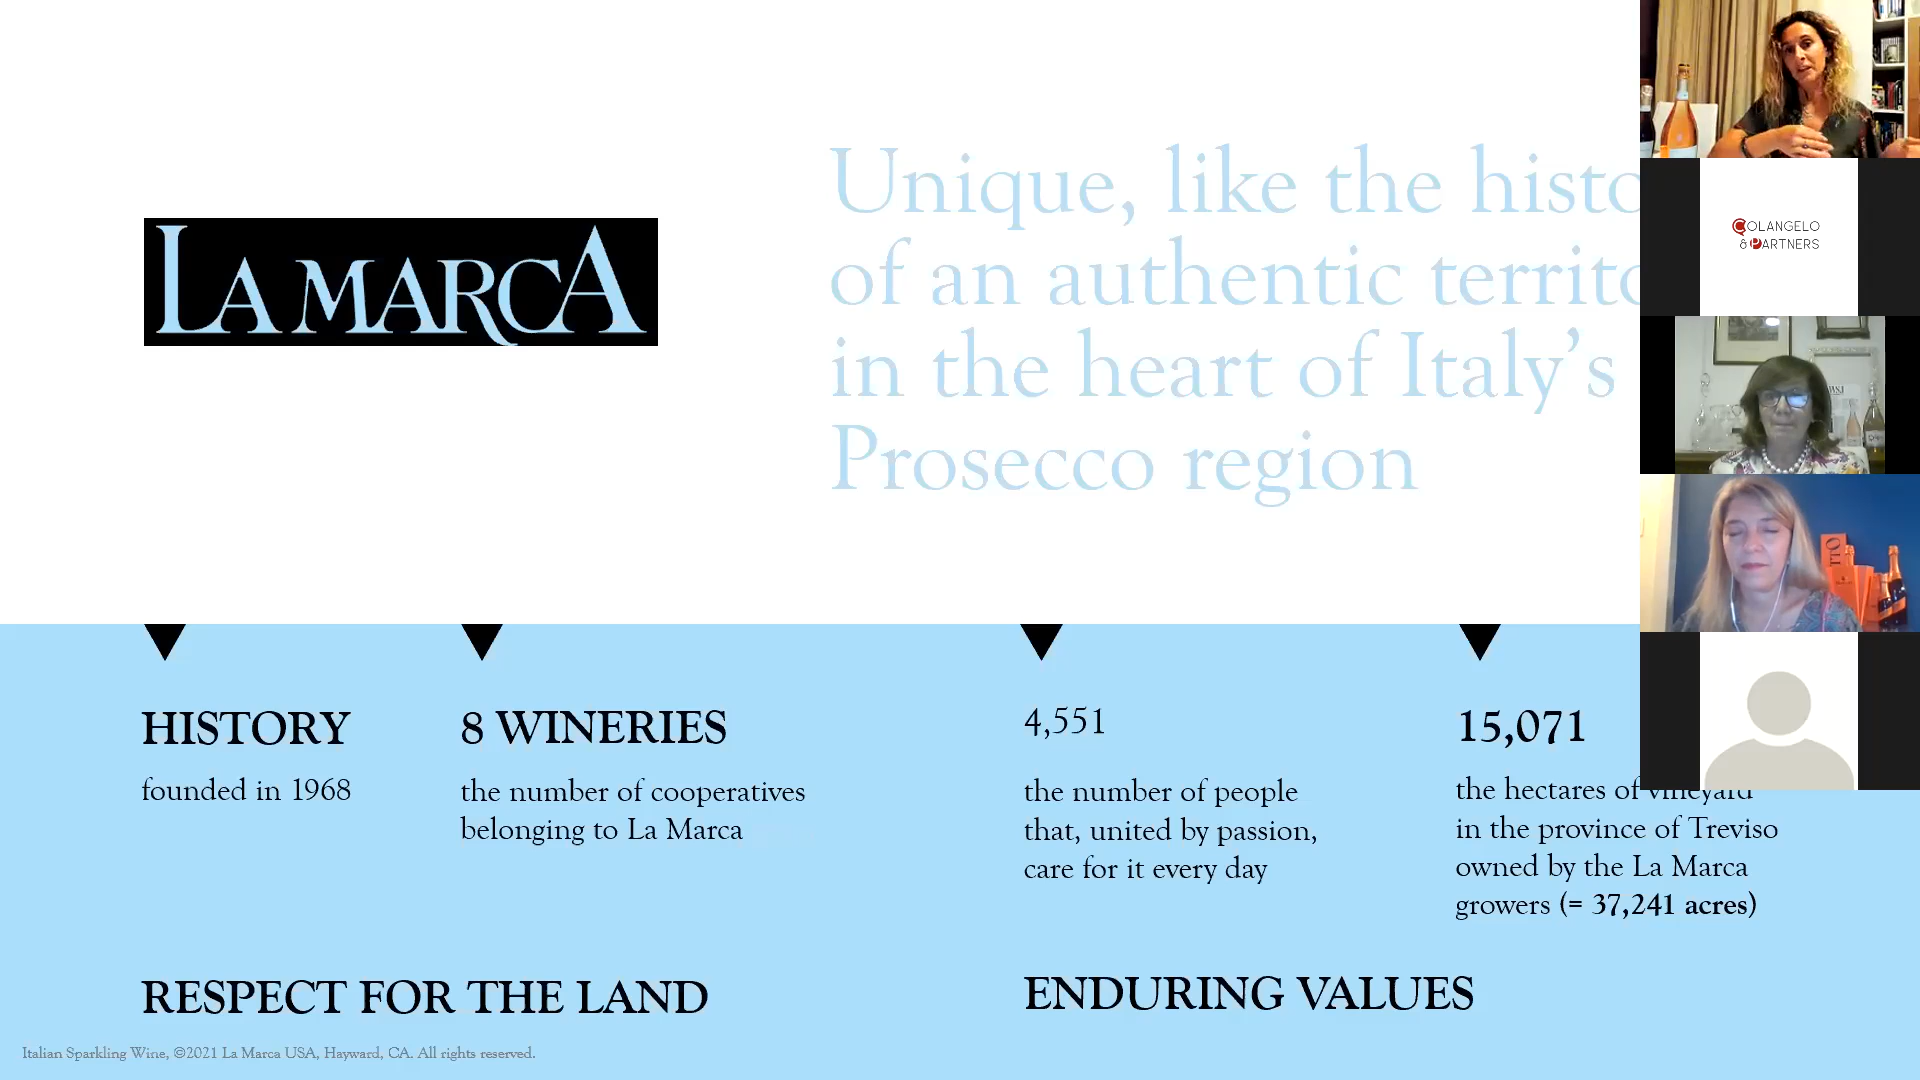 LA MARCA
Unique, like the histo
of an authentic territo
in the heart of Italy's
Prosecco region
COLANGELO
& PARTNERS
WSJ
HISTORY
founded in 1968
8 WINERIES
the number of cooperatives
belonging to La Marca
4,551
the number of people
that, united by passion,
care for it every day
15,071
the hectares of vineyard
in the province of Treviso
owned by the La Marca
growers (= 37,241 acres)
RESPECT FOR THE LAND
ENDURING VALUES
Italian Sparkling Wine, ©2021 La Marca USA, Hayward, CA. All rights reserved.